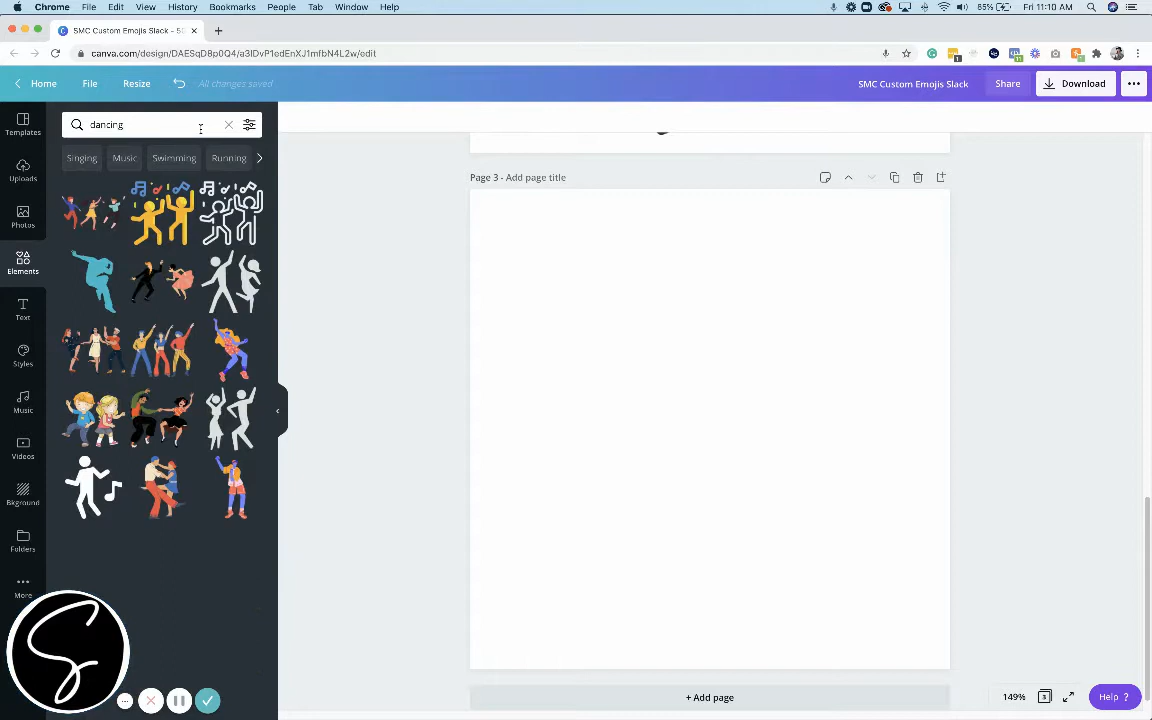 Chrome File Edit View History Bookmarks People Tab Window Help 65% Fri 11:10 AM
SMC Custom Emojis Slack - 50
canva.com/design/DAESqD8p0Q4/a3IDvP1edEnXJ1mfbN4L2w/edit
Home File Resize All changes saved SMC Custom Emojis Slack Share Download
Templates
dancing
Singing Music Swimming Running
Uploads
Page 3 - Add page title
Photos
Elements
Text
Styles
Music
Videos
Bkground
Folders
More
+ Add page
149% 3 Help ?